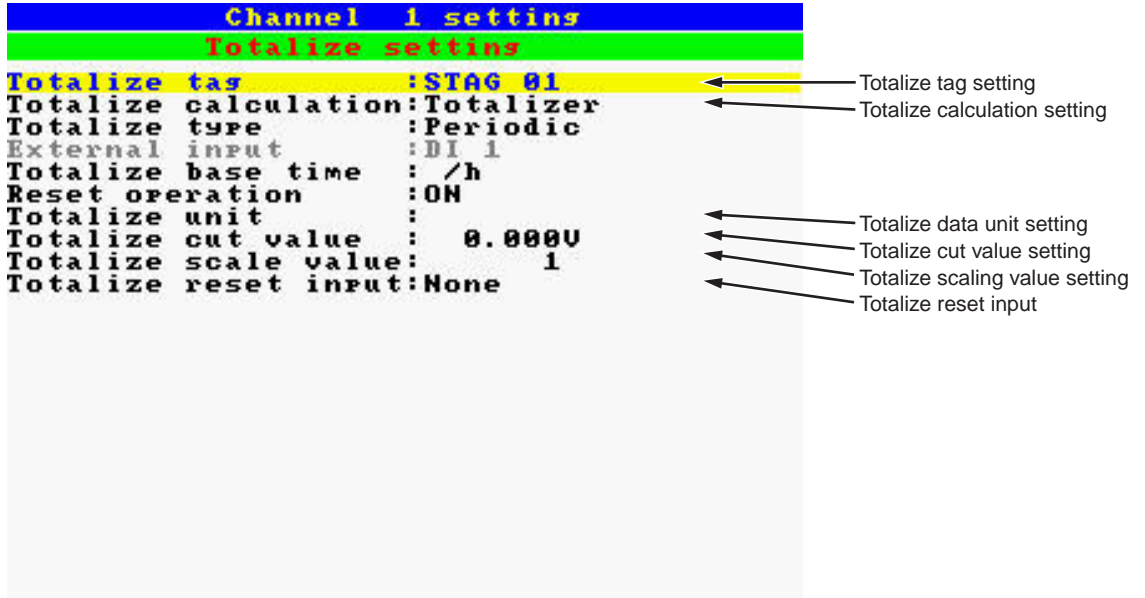 Channel 1 setting
Totalize setting
Totalize tag :STAG 01
Totalize calculation:Totalizer
Totalize type :Periodic
External input :DI 1
Totalize base time : /h
Reset operation :ON
Totalize unit :
Totalize cut value : 0.000V
Totalize scale value: 1
Totalize reset input:None
Totalize tag setting
Totalize calculation setting
Totalize data unit setting
Totalize cut value setting
Totalize scaling value setting
Totalize reset input